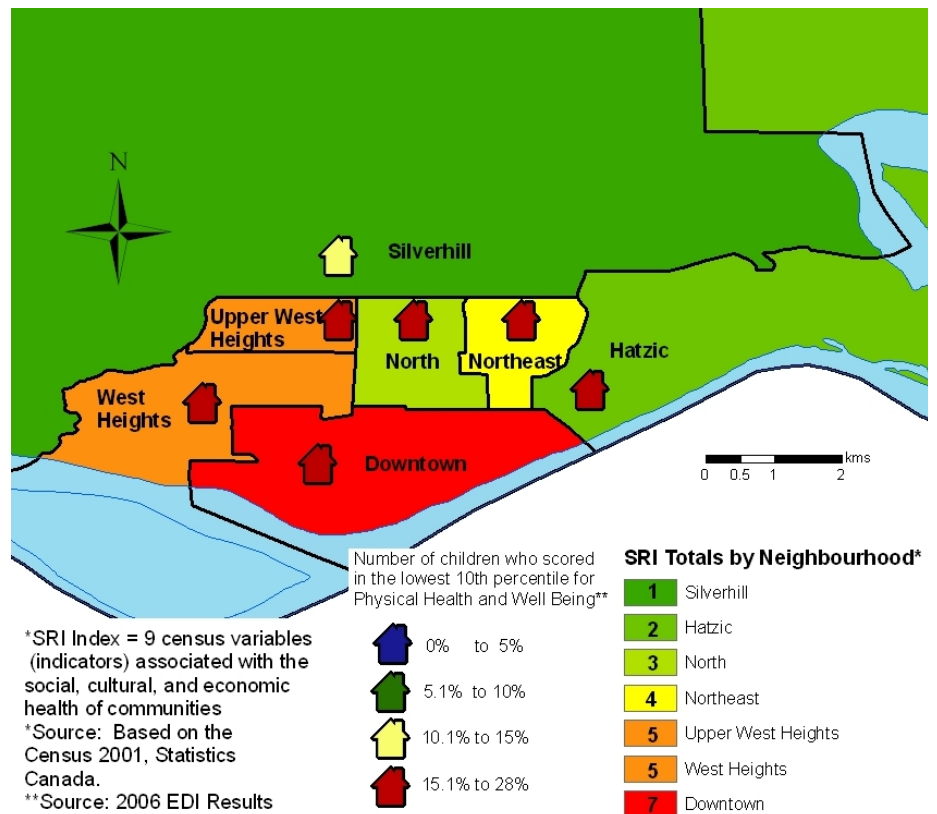 N
Silverhill
Upper West
Heights
North
Northeast
Hatzic
West
Heights
Downtown
kms
0 0.5 1 2
Number of children who scored
in the lowest 10th percentile for
Physical Health and Well Being**
0% to 5%
5.1% to 10%
10.1% to 15%
15.1% to 28%
SRI Totals by Neighbourhood*
1 Silverhill
2 Hatzic
3 North
4 Northeast
5 Upper West Heights
5 West Heights
7 Downtown
*SRI Index = 9 census variables
(indicators) associated with the
social, cultural, and economic
health of communities
*Source: Based on the
Census 2001, Statistics
Canada.
**Source: 2006 EDI Results